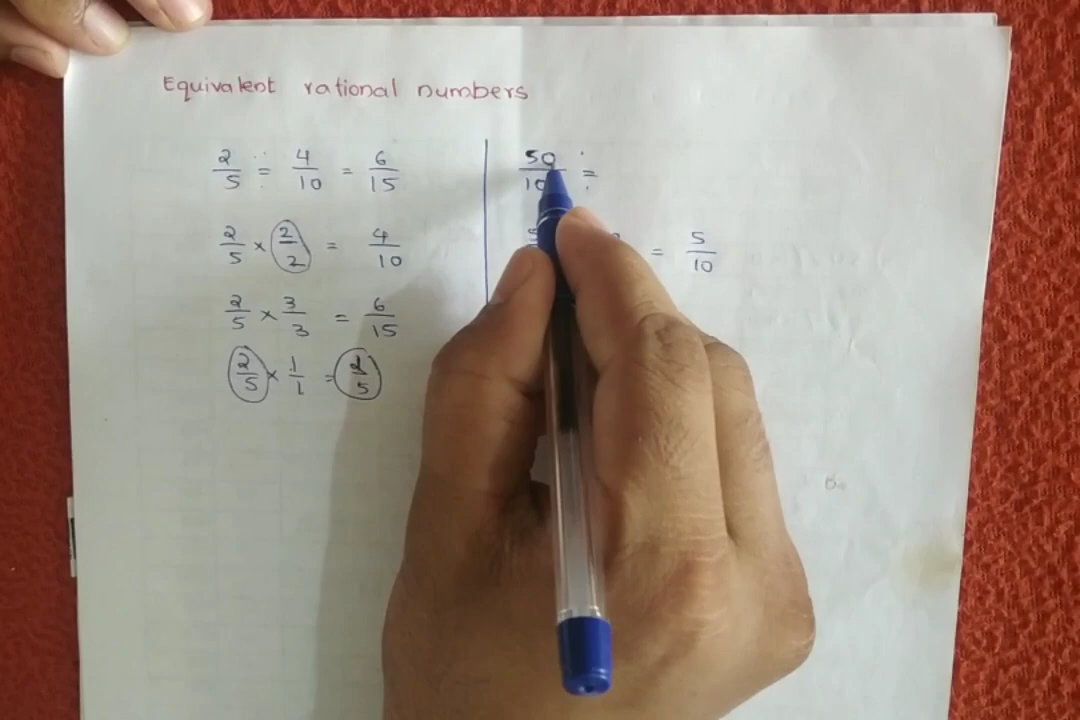 Equivalent rational numbers
2/5 = 4/10 = 6/15
2/5 × 2/2 = 4/10
2/5 × 3/3 = 6/15
2/5 × 1/1 = 2/5
50 =
= 5/10